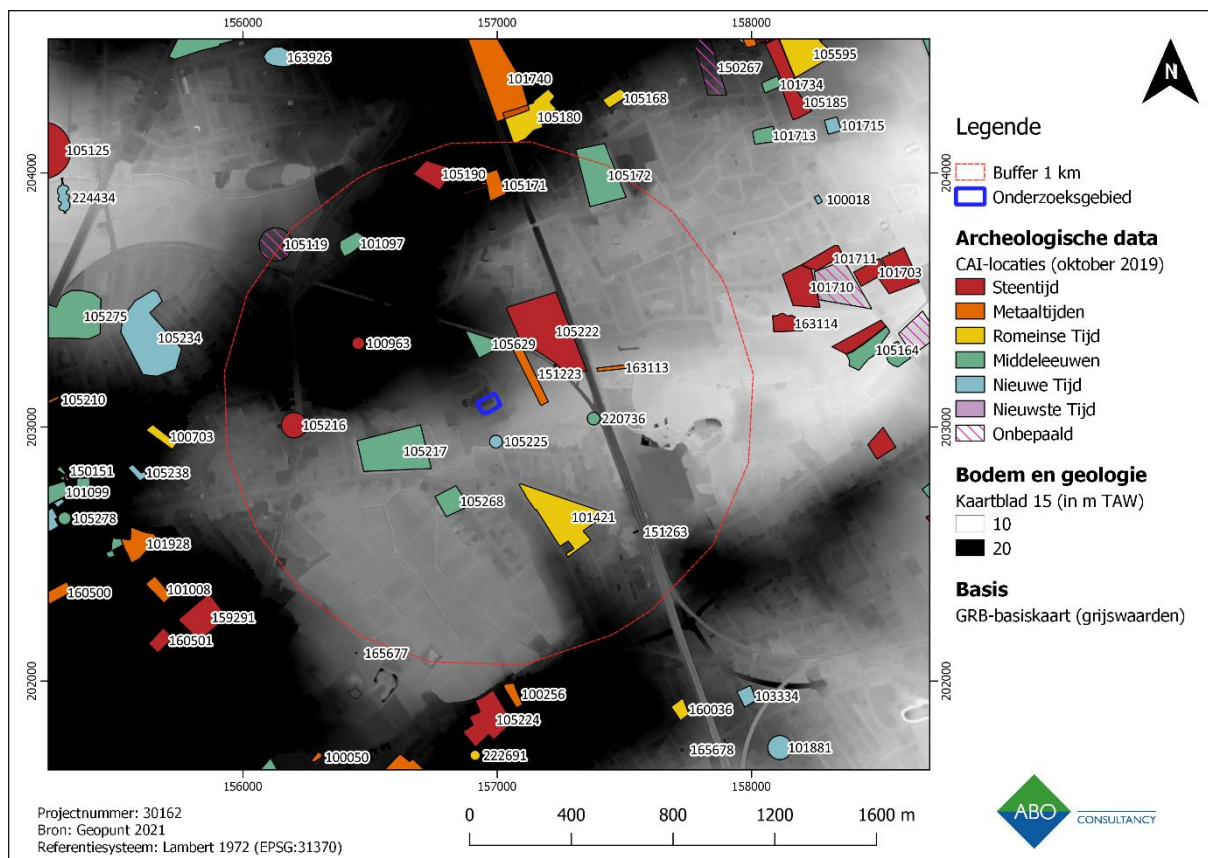 156000
157000
158000
204000
203000
202000
204000
203000
202000
163926
101740
150267
105595
101734
105168
105185
105180
101713
101715
105125
224434
105190
105171
105172
100018
105119
101097
101711
101703
101710
105275
105234
105222
163114
100963
105629
105164
151223
163113
105210
105216
220736
100703
105217
105225
150151
105238
101099
105268
105278
101421
151263
101928
160500
101008
159291
160501
165677
100256
103334
105224
160036
222691
165678
101881
100050
N
Legende
Buffer 1 km
Onderzoeksgebied
Archeologische data
CAI-locaties (oktober 2019)
Steentijd
Metaaltijden
Romeinse Tijd
Middeleeuwen
Nieuwe Tijd
Nieuwste Tijd
Onbepaald
Bodem en geologie
Kaartblad 15 (in m TAW)
10
20
Basis
GRB-basiskaart (grijswaarden)
Projectnummer: 30162
Bron: Geopunt 2021
Referentiesysteem: Lambert 1972 (EPSG:31370)
0 400 800 1200 1600 m
ABO
CONSULTANCY